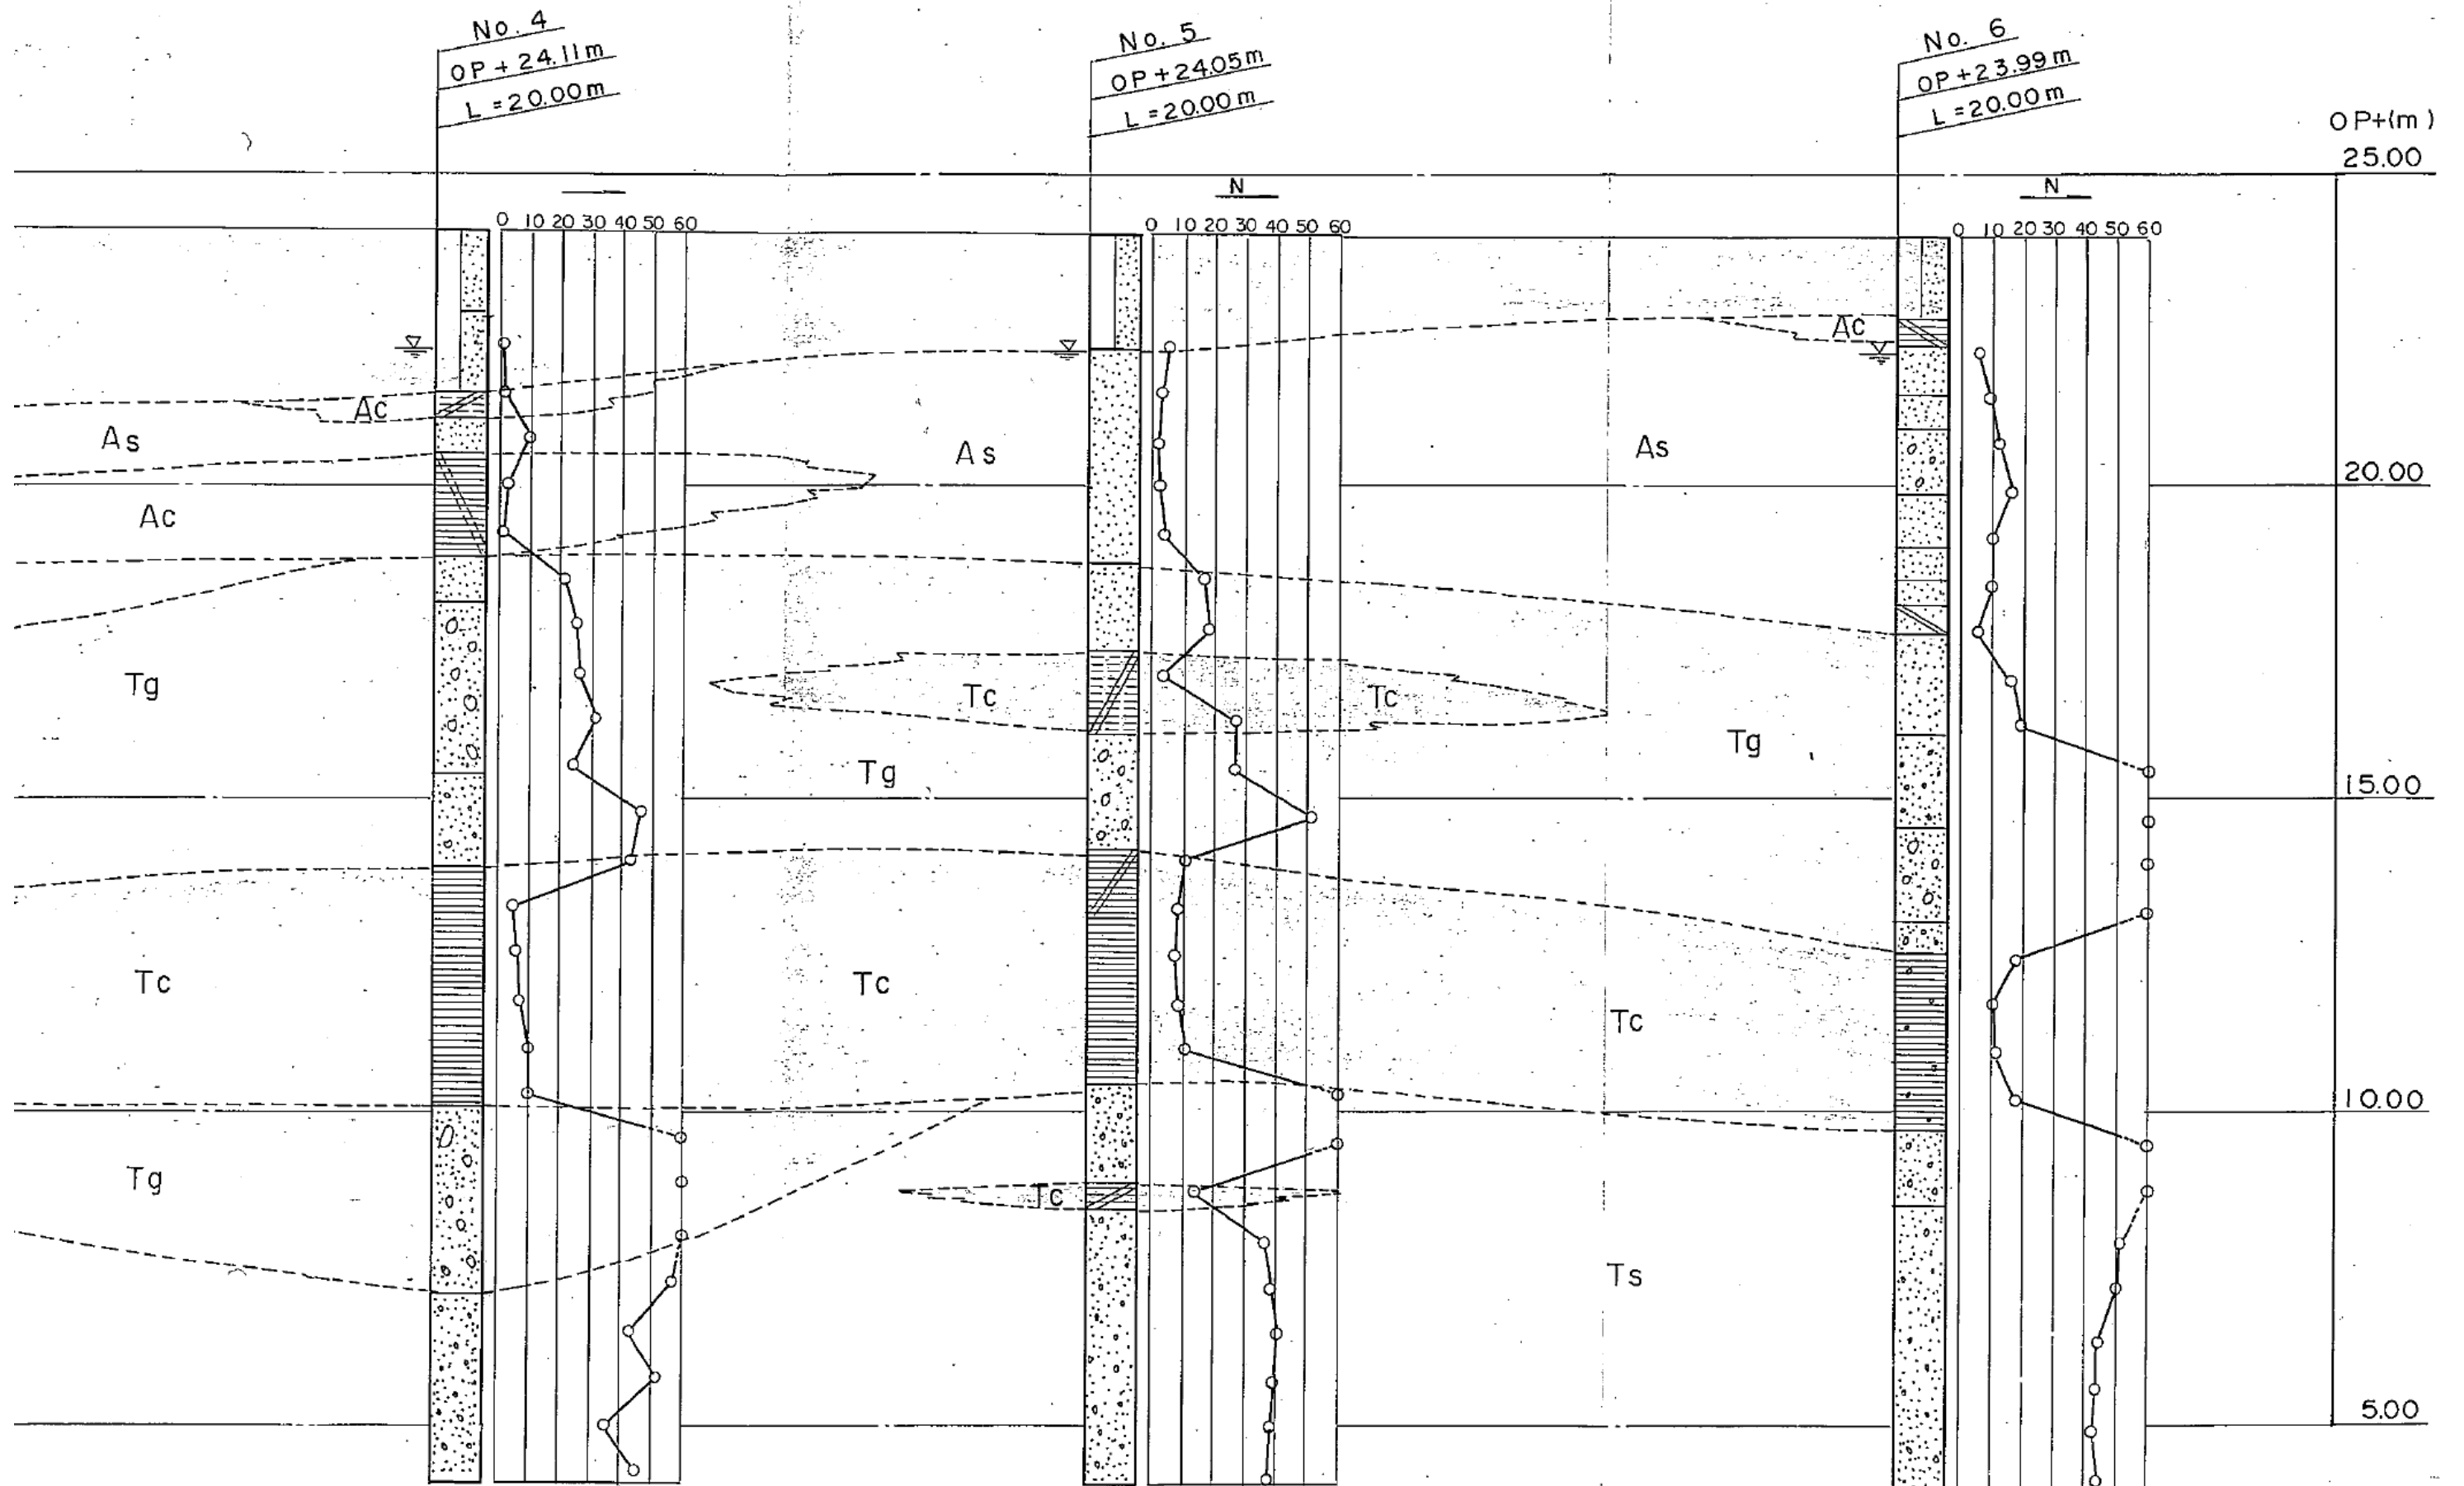 No. 4
OP+24.11m
L=20.00m
No. 5
OP+24.05m
L=20.00m
No. 6
OP+23.99m
L=20.00m
OP+(m)
25.00
N
N
0 10 20 30 40 50 60
0 10 20 30 40 50 60
0 10 20 30 40 50 60
Ac
Ac
As
As
As
20.00
Ac
Tg
Tc
Tc
Tg
Tg
15.00
Tc
Tc
Tc
10.00
Tg
Tc
Ts
5.00